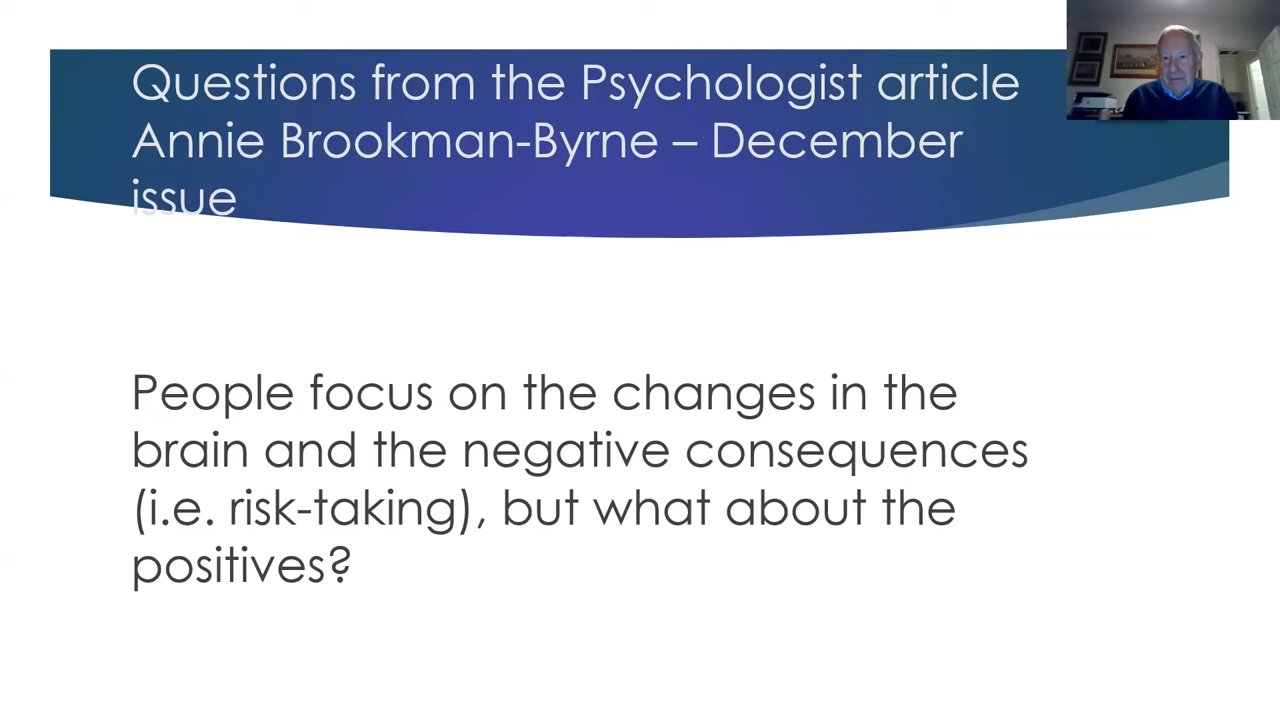 Questions from the Psychologist article
Annie Brookman-Byrne – December
issue
People focus on the changes in the
brain and the negative consequences
(i.e. risk-taking), but what about the
positives?